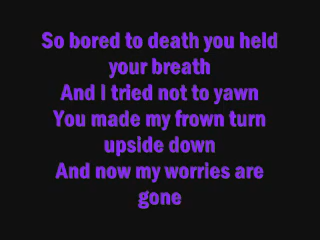 So bored to death you held
your breath
And I tried not to yawn
You made my frown turn
upside down
And now my worries are
gone